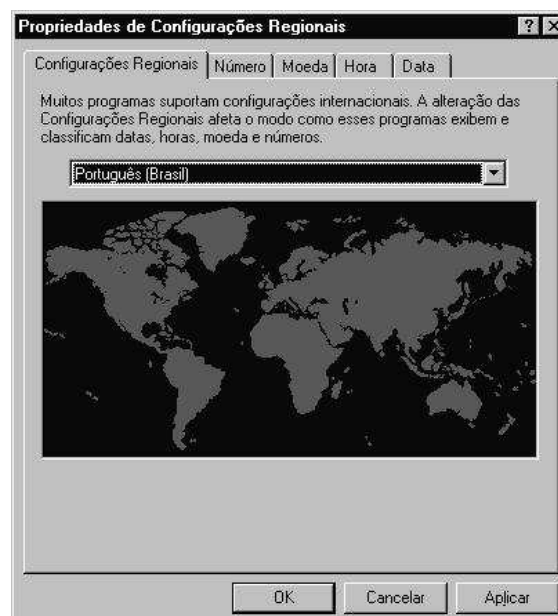 Propriedades de Configurações Regionais
Configurações Regionais Número Moeda Hora Data
Muitos programas suportam configurações internacionais. A alteração das
Configurações Regionais afeta o modo como esses programas exibem e
classificam datas, horas, moeda e números.
Português (Brasil)
OK Cancelar Aplicar